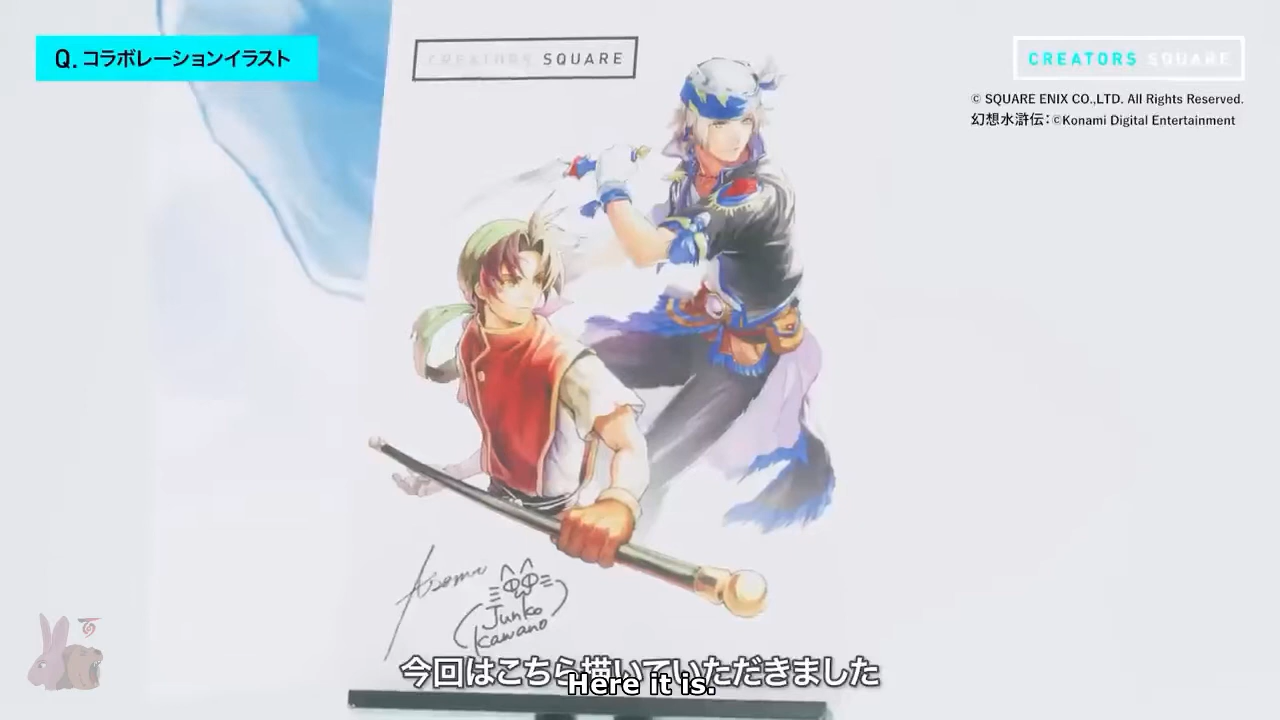 Q. コラボレーションイラスト
CREATORS SQUARE
CREATORS SQUARE
© SQUARE ENIX CO.,LTD. All Rights Reserved.
幻想水滸伝：©Konami Digital Entertainment
Junko
Kawano
今回はこちら描いていただきました
Here it is.